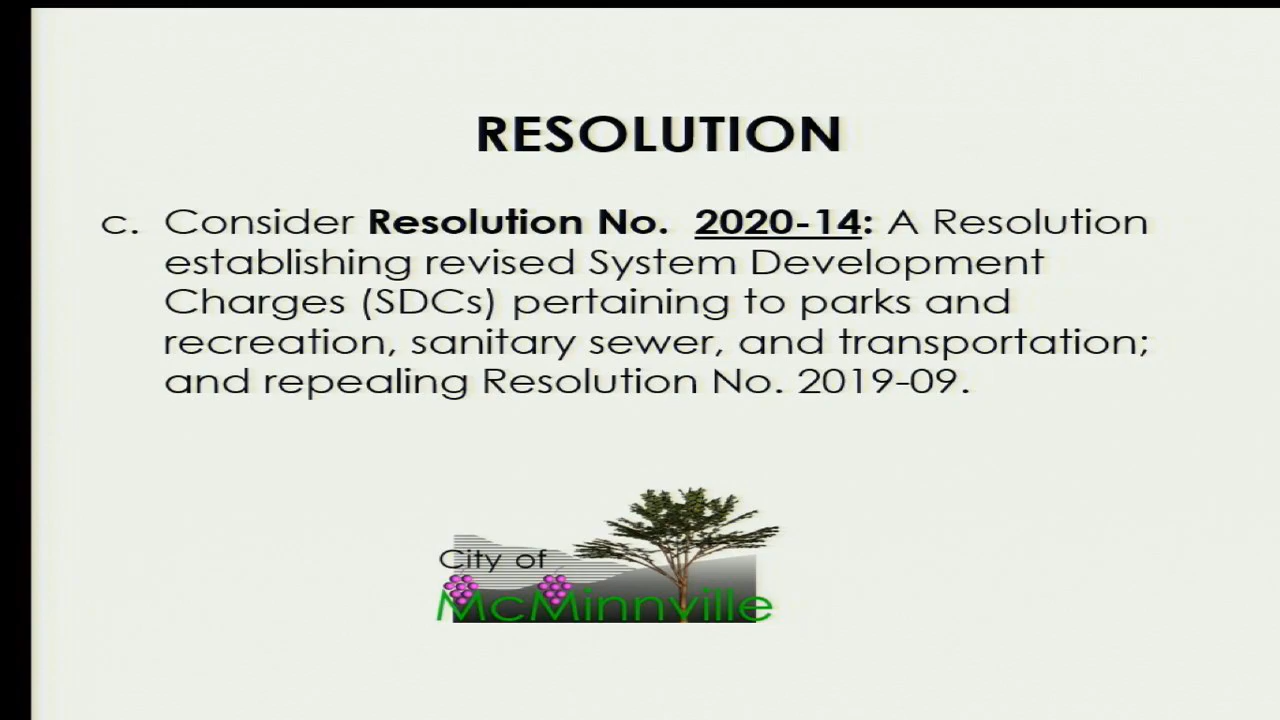 RESOLUTION
c. Consider Resolution No. 2020-14: A Resolution
establishing revised System Development
Charges (SDCs) pertaining to parks and
recreation, sanitary sewer, and transportation;
and repealing Resolution No. 2019-09.
City of
McMinnville